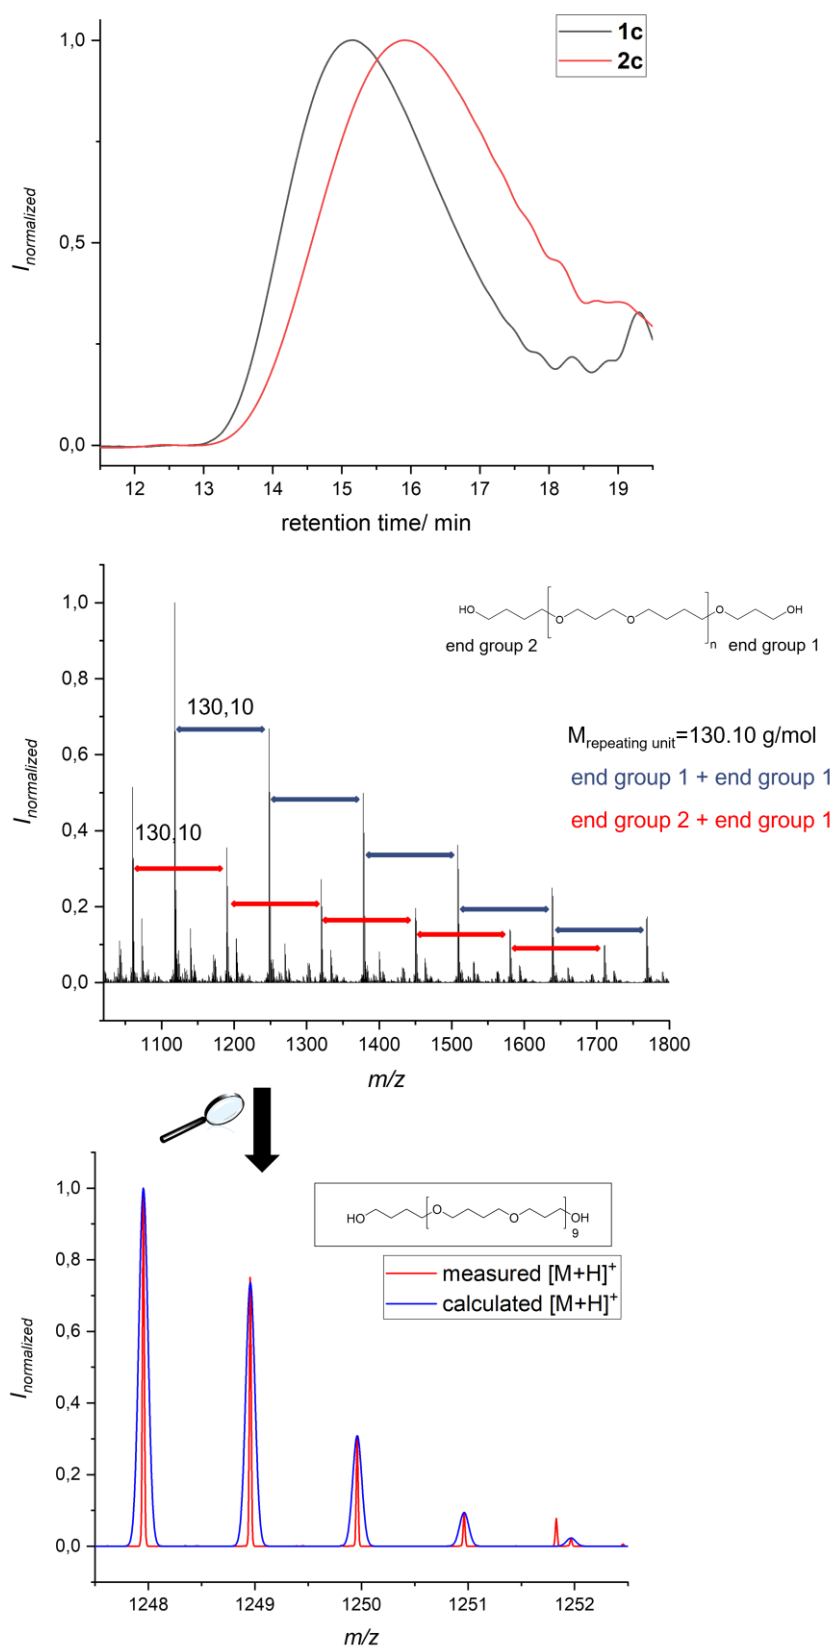 1c
2c
1,0
0,5
0,0
I normalized
12 13 14 15 16 17 18 19
retention time/ min
HO O O O OH
end group 2 n end group 1
1,0
0,8
0,6
0,4
0,2
0,0
130,10
130,10
M repeating unit=130.10 g/mol
end group 1 + end group 1
end group 2 + end group 1
I normalized
1100 1200 1300 1400 1500 1600 1700 1800
m/z
HO O O OH
9
measured [M+H]+
calculated [M+H]+
1,0
0,8
0,6
0,4
0,2
0,0
I normalized
1248 1249 1250 1251 1252
m/z